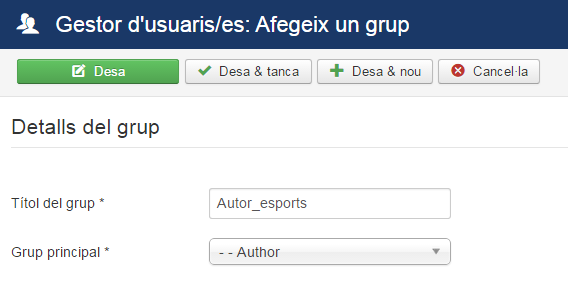 Gestor d'usuaris/es: Afegeix un grup
Desa Desa & tanca Desa & nou Cancel·la
Detalls del grup
Títol del grup * Autor_esports
Grup principal * - - Author